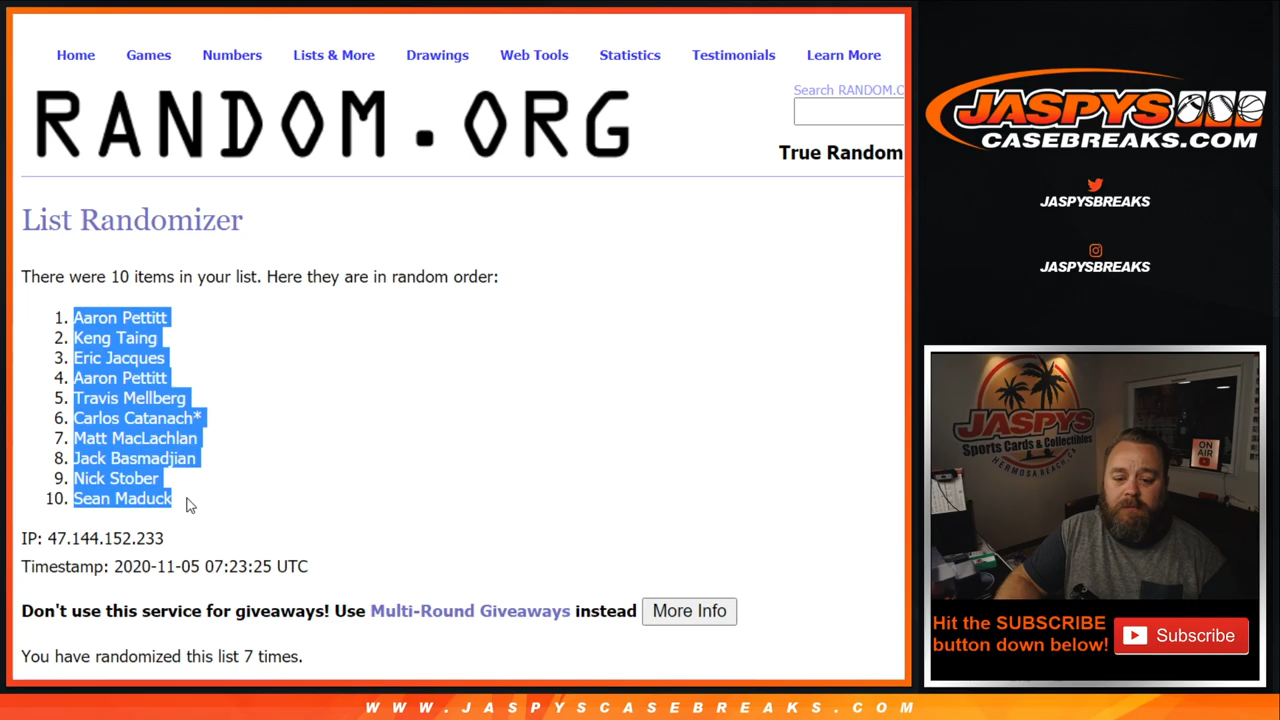 Home Games Numbers Lists & More Drawings Web Tools Statistics Testimonials Learn More
Search RANDOM.O
RANDOM.ORG
True Random
List Randomizer
There were 10 items in your list. Here they are in random order:
1. Aaron Pettitt
2. Keng Taing
3. Eric Jacques
4. Aaron Pettitt
5. Travis Mellberg
6. Carlos Catanach*
7. Matt MacLachlan
8. Jack Basmadjian
9. Nick Stober
10. Sean Maduck
IP: 47.144.152.233
Timestamp: 2020-11-05 07:23:25 UTC
Don't use this service for giveaways! Use Multi-Round Giveaways instead More Info
You have randomized this list 7 times.
JASPYS
CASEBREAKS.COM
JASPYSBREAKS
JASPYSBREAKS
JASPYS
Sports Cards & Collectibles
HERMOSA BEACH, CA
ON
AIR
Hit the SUBSCRIBE
button down below!
Subscribe
WWW.JASPYSCASEBREAKS.COM